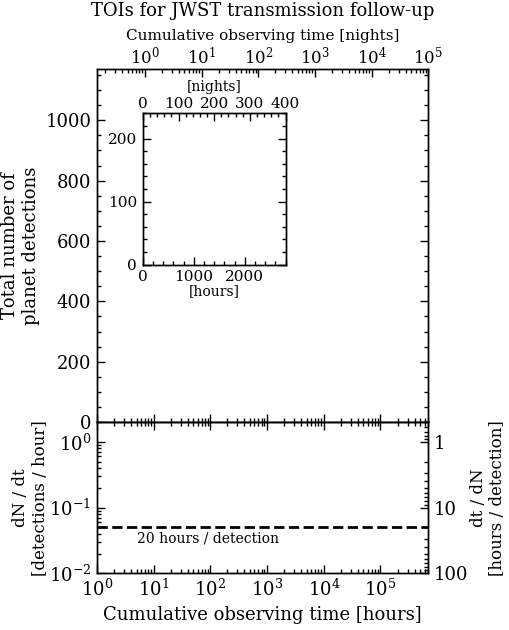 TOIs for JWST transmission follow-up
Cumulative observing time [nights]
10⁰ 10¹ 10² 10³ 10⁴ 10⁵
[nights]
0 100 200 300 400
200
100
0
0 1000 2000
[hours]
Total number of
planet detections
1000
800
600
400
200
0
dN / dt
[detections / hour]
10⁰
10⁻¹
10⁻²
20 hours / detection
1
10
100
dt / dN
[hours / detection]
10⁰ 10¹ 10² 10³ 10⁴ 10⁵
Cumulative observing time [hours]